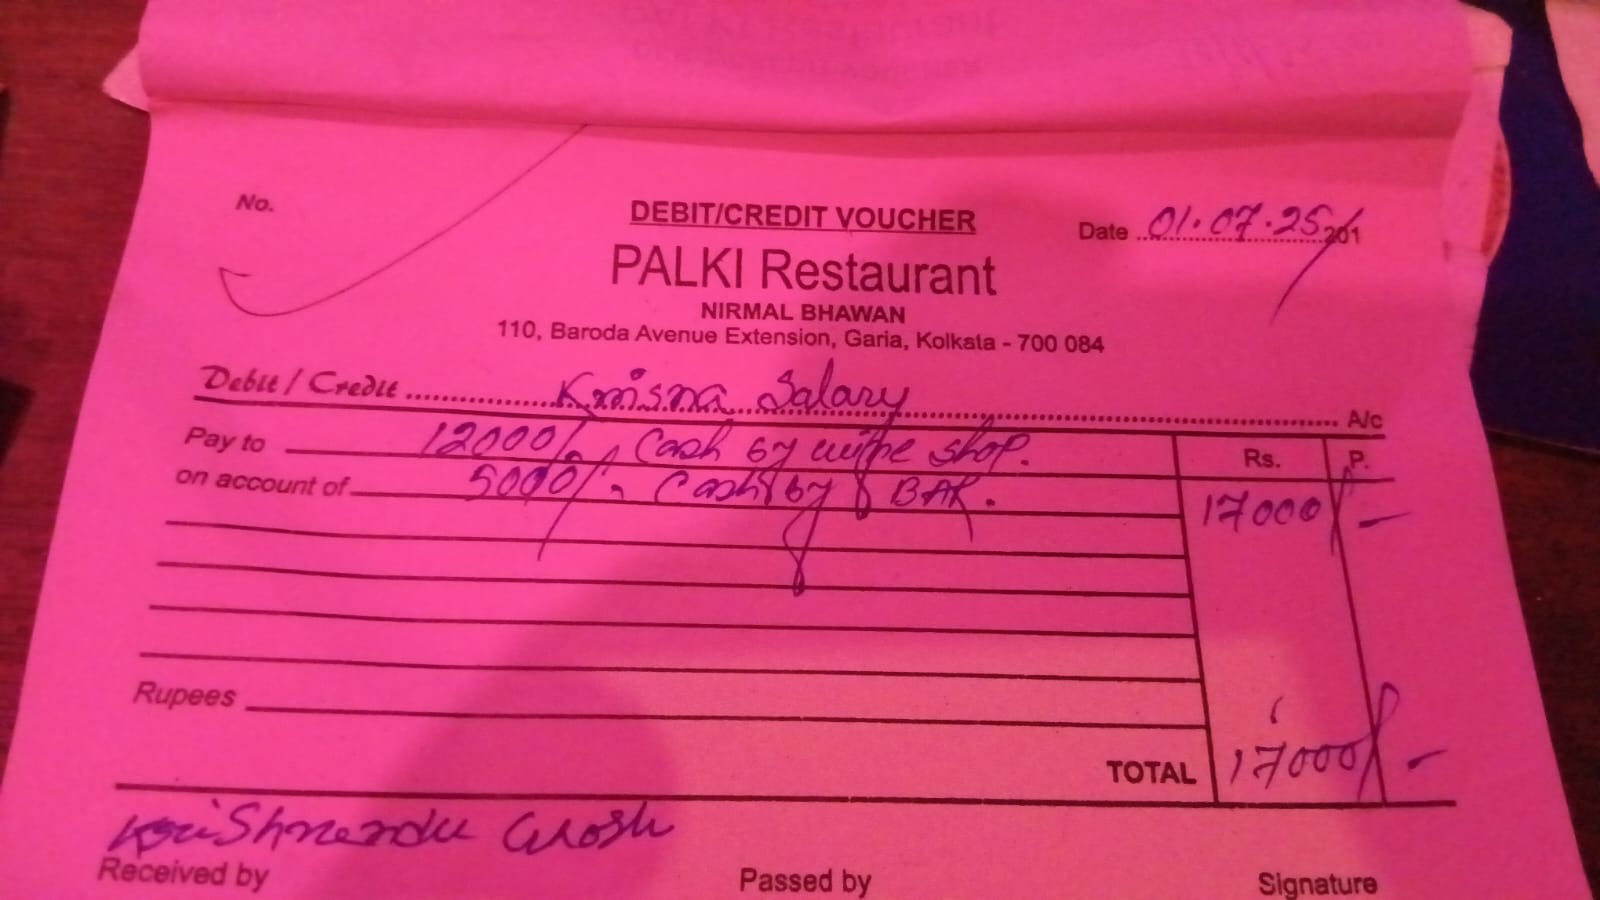 No.
DEBIT/CREDIT VOUCHER
Date 01.07.25/201
PALKI Restaurant
NIRMAL BHAWAN
110, Baroda Avenue Extension, Garia, Kolkata - 700 084
Debit / Credit Krrisna Salary A/c
Pay to 12000/- Cash by wine shop. Rs. P.
on account of 5000/- Cash by BAR. 17000/-
Rupees
TOTAL 17000/-
Krishnendu Ghosh
Received by Passed by Signature